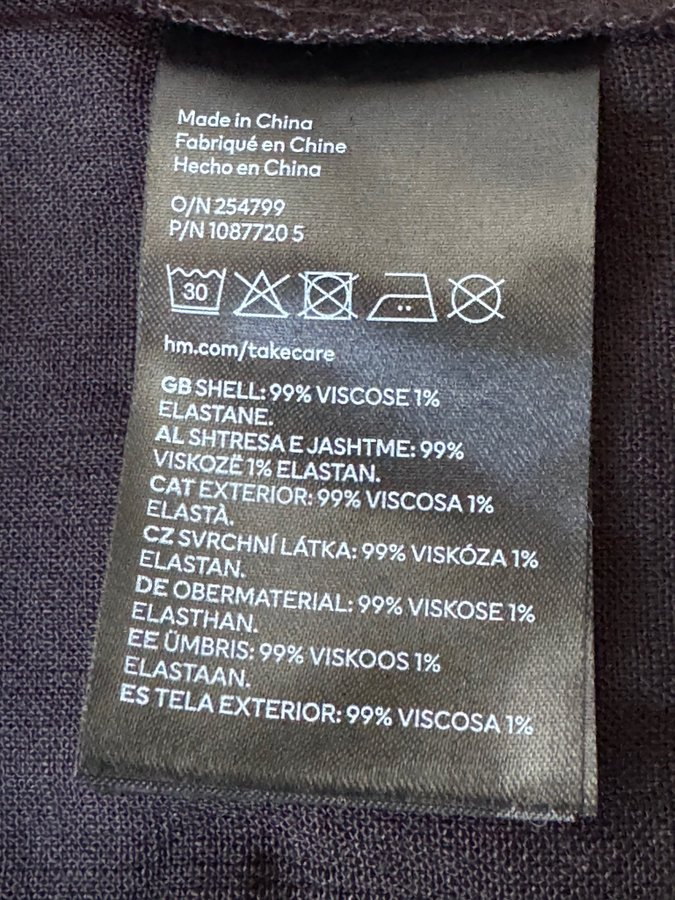 Made in China
Fabriqué en Chine
Hecho en China
O/N 254799
P/N 1087720 5
30
hm.com/takecare
GB SHELL: 99% VISCOSE 1%
ELASTANE.
AL SHTRESA E JASHTME: 99%
VISKOZË 1% ELASTAN.
CAT EXTERIOR: 99% VISCOSA 1%
ELASTÀ.
CZ SVRCHNÍ LÁTKA: 99% VISKÓZA 1%
ELASTAN.
DE OBERMATERIAL: 99% VISKOSE 1%
ELASTHAN.
EE ÜMBRIS: 99% VISKOOS 1%
ELASTAAN.
ES TELA EXTERIOR: 99% VISCOSA 1%